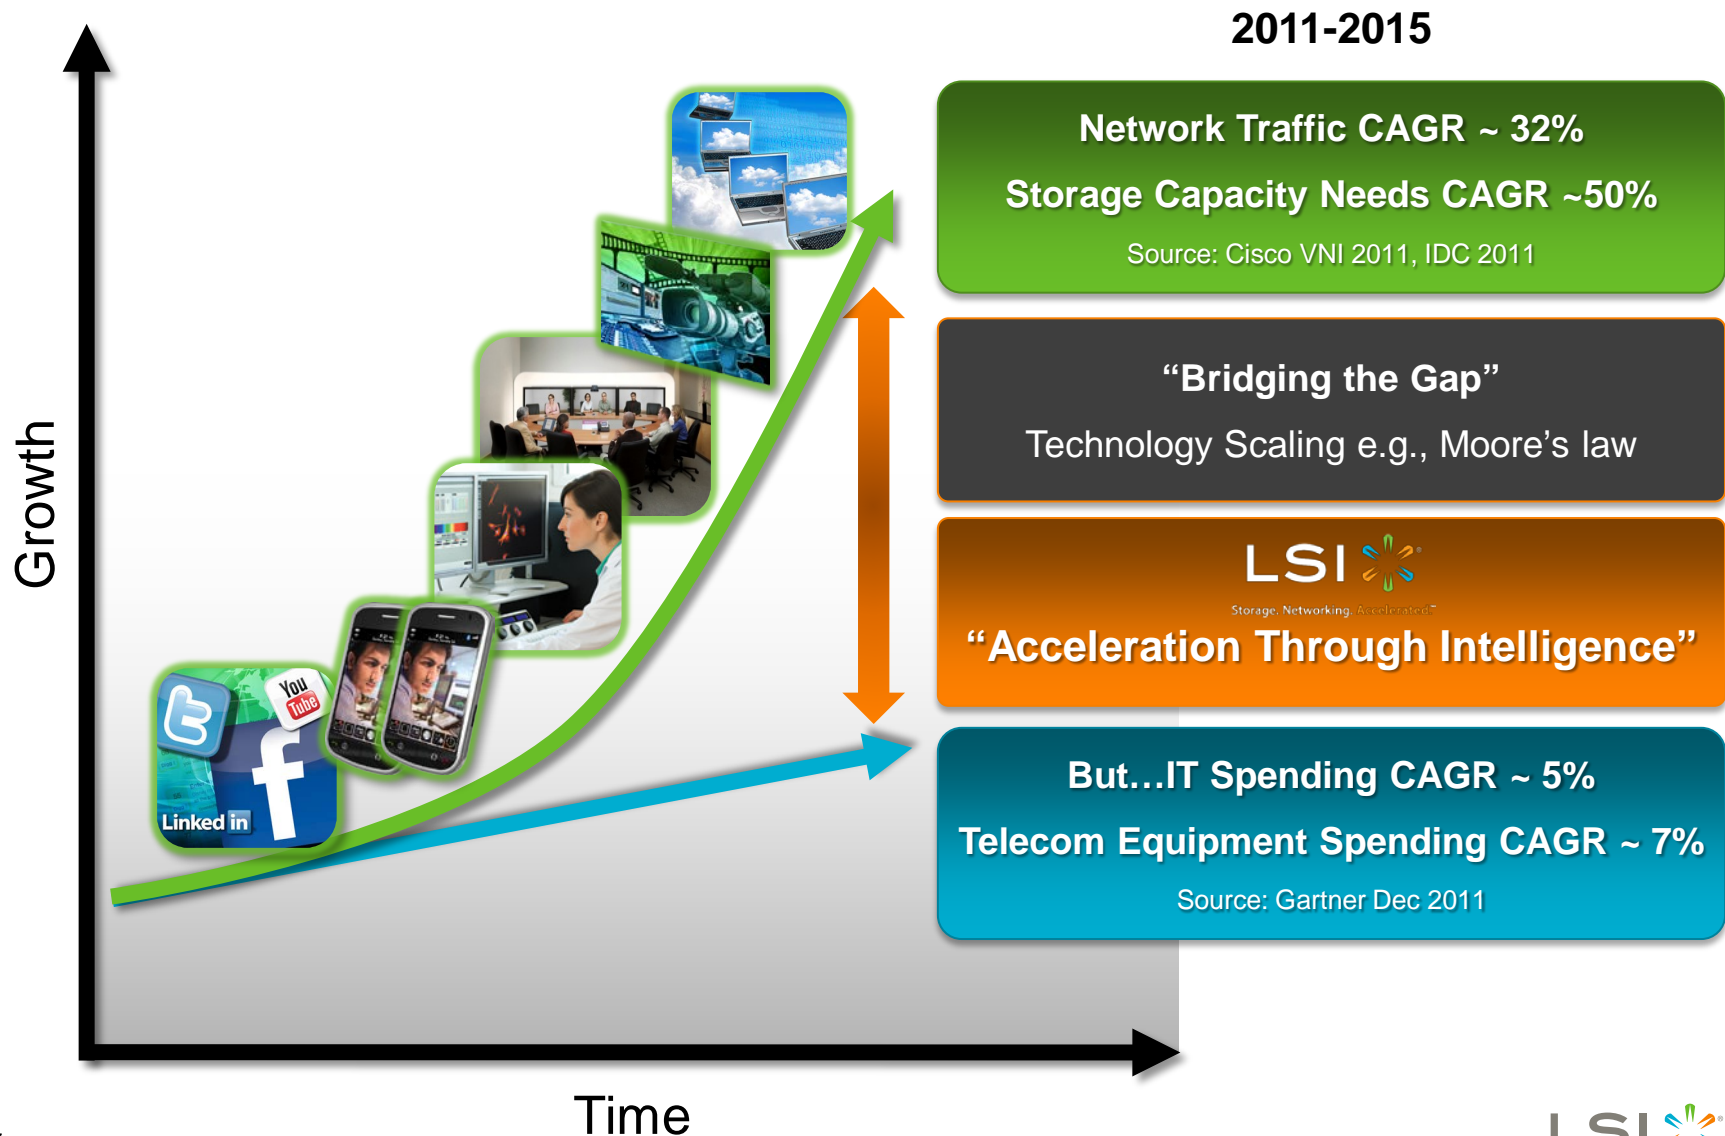 2011-2015
Network Traffic CAGR ~ 32%
Storage Capacity Needs CAGR ~50%
Source: Cisco VNI 2011, IDC 2011
“Bridging the Gap”
Technology Scaling e.g., Moore’s law
LSI
Storage. Networking. Accelerated.™
“Acceleration Through Intelligence”
But…IT Spending CAGR ~ 5%
Telecom Equipment Spending CAGR ~ 7%
Source: Gartner Dec 2011
Growth
You
Tube
Linked in
Time
LSI